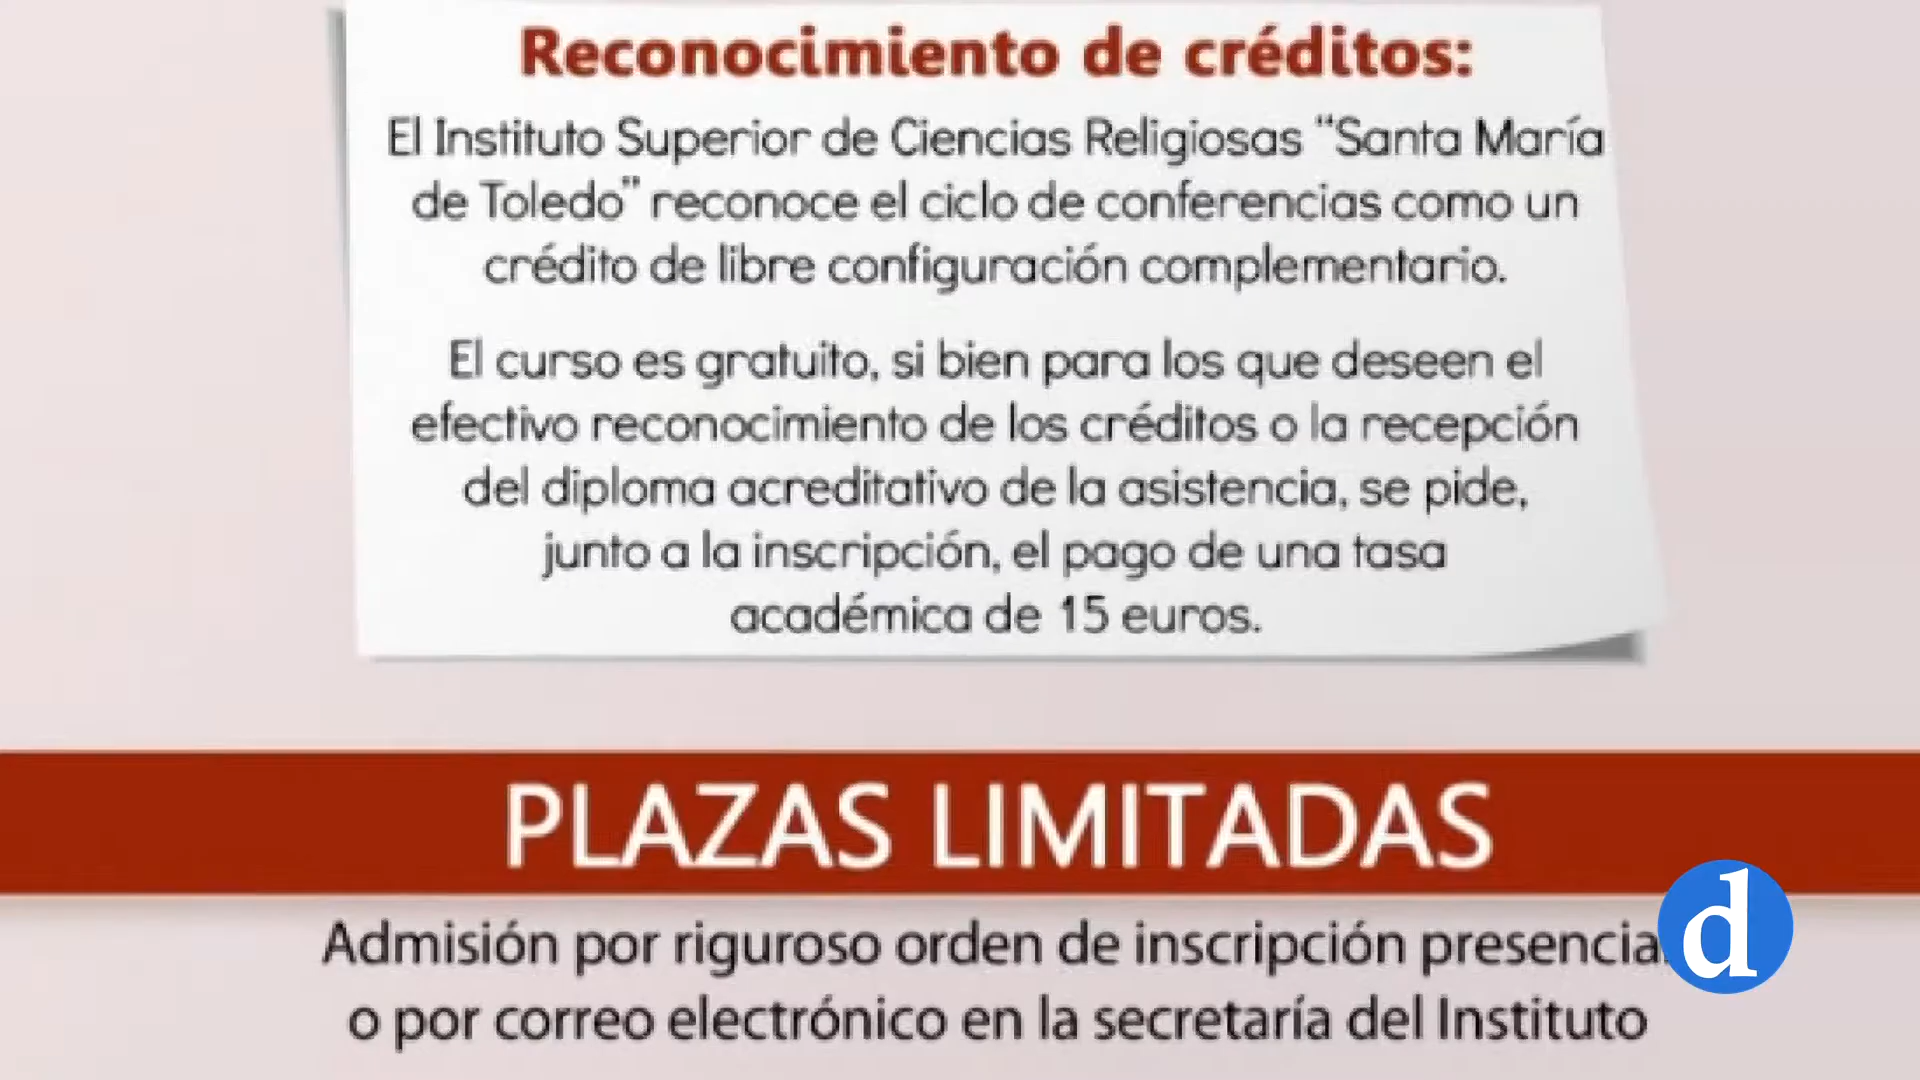 Reconocimiento de créditos:
El Instituto Superior de Ciencias Religiosas “Santa María
de Toledo” reconoce el ciclo de conferencias como un
crédito de libre configuración complementario.
El curso es gratuito, si bien para los que deseen el
efectivo reconocimiento de los créditos o la recepción
del diploma acreditativo de la asistencia, se pide,
junto a la inscripción, el pago de una tasa
académica de 15 euros.
PLAZAS LIMITADAS
d
Admisión por riguroso orden de inscripción presencial
o por correo electrónico en la secretaría del Instituto